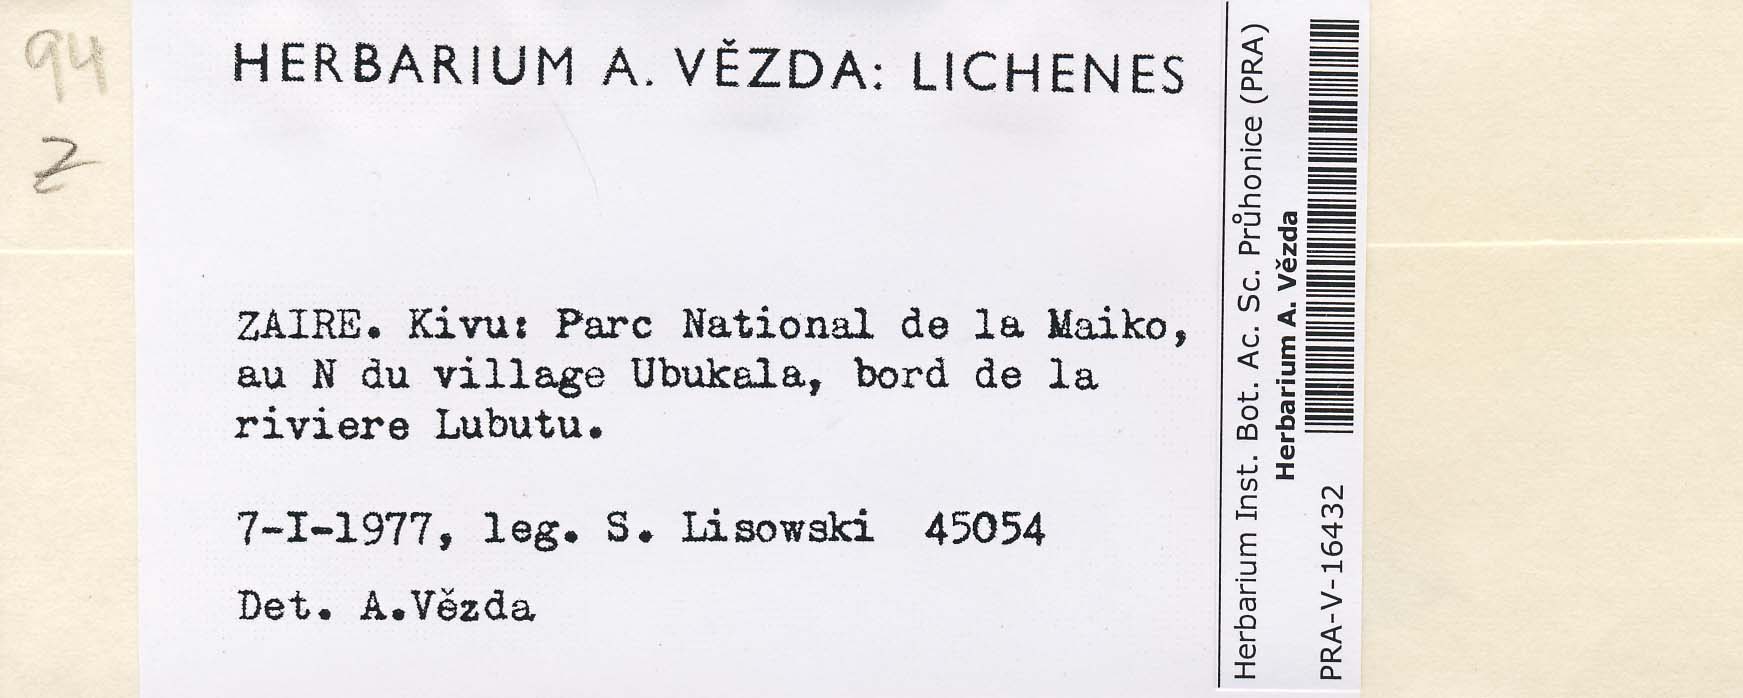 94
Z
HERBARIUM A. VĚZDA: LICHENES
ZAIRE. Kivu: Parc National de la Maiko,
au N du village Ubukala, bord de la
riviere Lubutu.
7-I-1977, leg. S. Lisowski 45054
Det. A.Vězda
Herbarium Inst. Bot. Ac. Sc. Průhonice (PRA)
Herbarium A. Vězda
PRA-V-16432